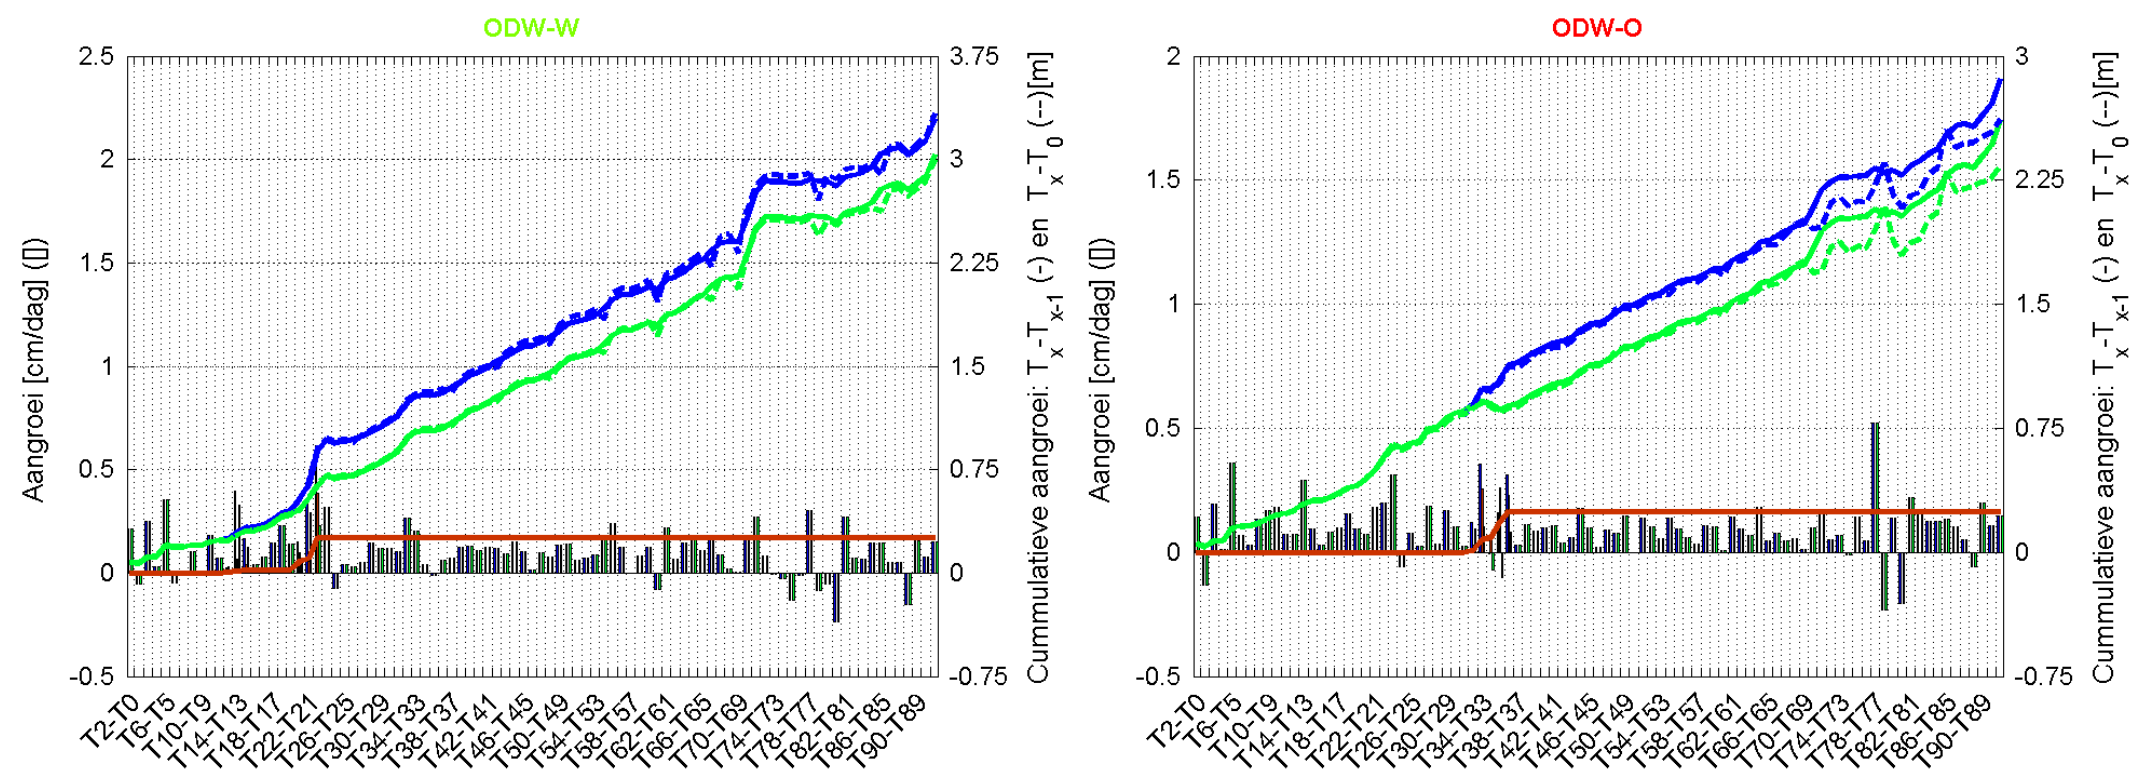 ODW-W
2.5
2
1.5
1
0.5
0
-0.5
3.75
3
2.25
1.5
0.75
0
-0.75
Aangroei [cm/dag] ([])
Cummulatieve aangroei: Tx-Tx-1 (-) en Tx-T0 (--)[m]
T2-T0
T6-T5
T10-T9
T14-T13
T18-T17
T22-T21
T26-T25
T30-T29
T34-T33
T38-T37
T42-T41
T46-T45
T50-T49
T54-T53
T58-T57
T62-T61
T66-T65
T70-T69
T74-T73
T78-T77
T82-T81
T86-T85
T90-T89
ODW-O
2
1.5
1
0.5
0
-0.5
3
2.25
1.5
0.75
0
-0.75
Aangroei [cm/dag] ([])
Cummulatieve aangroei: Tx-Tx-1 (-) en Tx-T0 (--)[m]
T2-T0
T6-T5
T10-T9
T14-T13
T18-T17
T22-T21
T26-T25
T30-T29
T34-T33
T38-T37
T42-T41
T46-T45
T50-T49
T54-T53
T58-T57
T62-T61
T66-T65
T70-T69
T74-T73
T78-T77
T82-T81
T86-T85
T90-T89